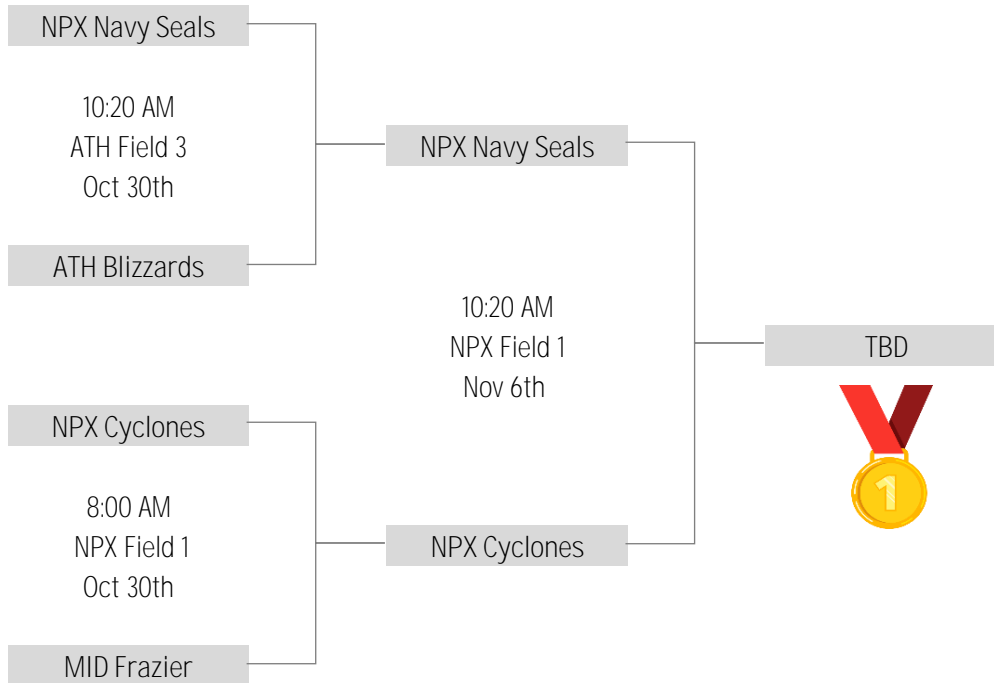 NPX Navy Seals
10:20 AM
ATH Field 3
Oct 30th
ATH Blizzards
NPX Navy Seals
10:20 AM
NPX Field 1
Nov 6th
TBD
1
NPX Cyclones
8:00 AM
NPX Field 1
Oct 30th
MID Frazier
NPX Cyclones